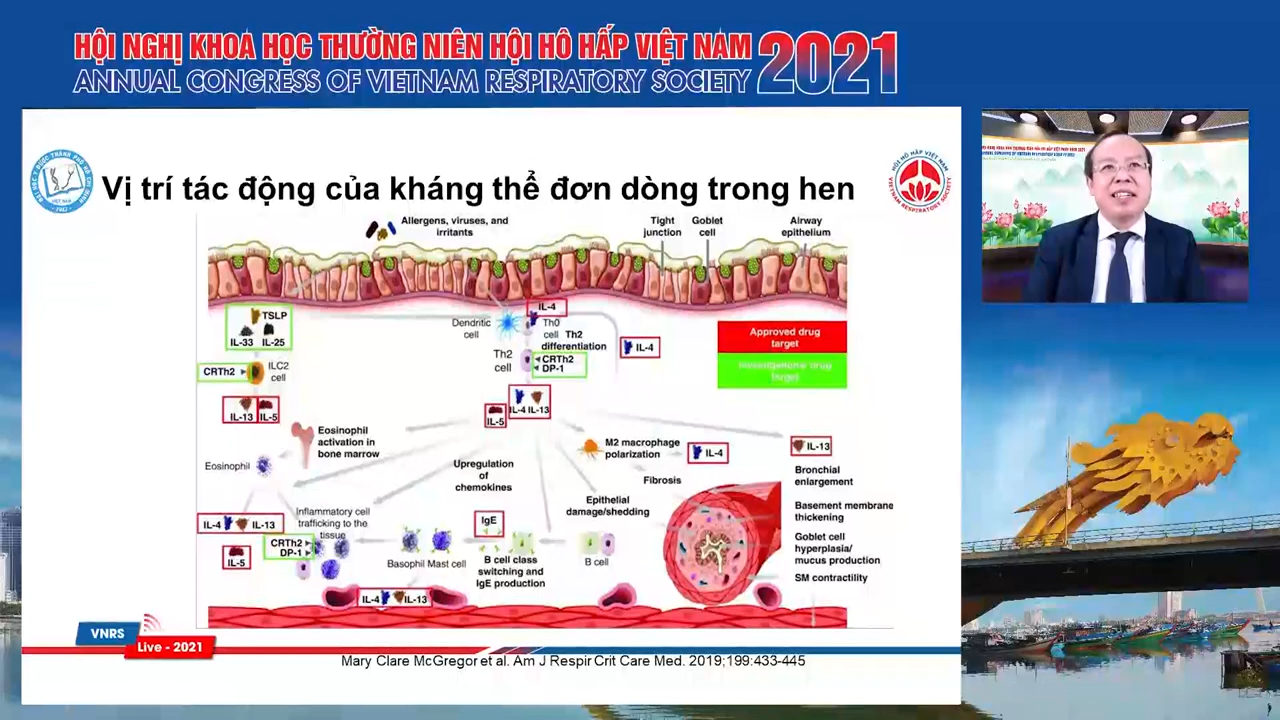 HỘI NGHỊ KHOA HỌC THƯỜNG NIÊN HỘI HÔ HẤP VIỆT NAM 2021
ANNUAL CONGRESS OF VIETNAM RESPIRATORY SOCIETY
Vị trí tác động của kháng thể đơn dòng trong hen
HỘI HÔ HẤP VIỆT NAM
VIETNAM RESPIRATORY SOCIETY
Allergens, viruses, and
irritants
Tight
junction
Goblet
cell
Airway
epithelium
TSLP
IL-33 IL-25
CRTh2
ILC2
cell
IL-13
IL-5
Dendritic
cell
IL-4
Th0
cell
Th2
differentiation
Th2
cell
CRTh2
DP-1
IL-4
Approved drug
target
target
IL-5
IL-4 IL-13
Eosinophil
activation in
bone marrow
Eosinophil
Upregulation
of
chemokines
M2 macrophage
polarization
IL-4
Fibrosis
IL-13
Bronchial
enlargement
Basement membrane
thickening
Goblet cell
hyperplasia/
mucus production
SM contractility
Epithelial
damage/shedding
IL-4 IL-13
IL-5
Inflammatory cell
trafficking to the
tissue
CRTh2
DP-1
Basophil Mast cell
IgE
B cell class
switching and
IgE production
B cell
IL-4 IL-13
VNRS
Live - 2021
Mary Clare McGregor et al. Am J Respir Crit Care Med. 2019;199:433-445